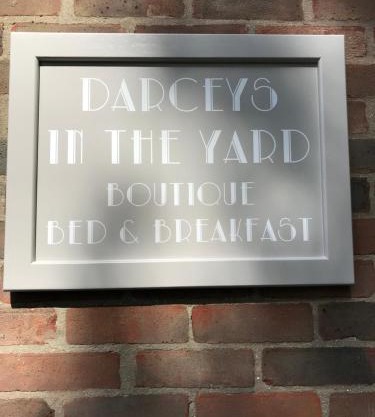 DARCEYS
IN THE YARD
BOUTIQUE
BED & BREAKFAST